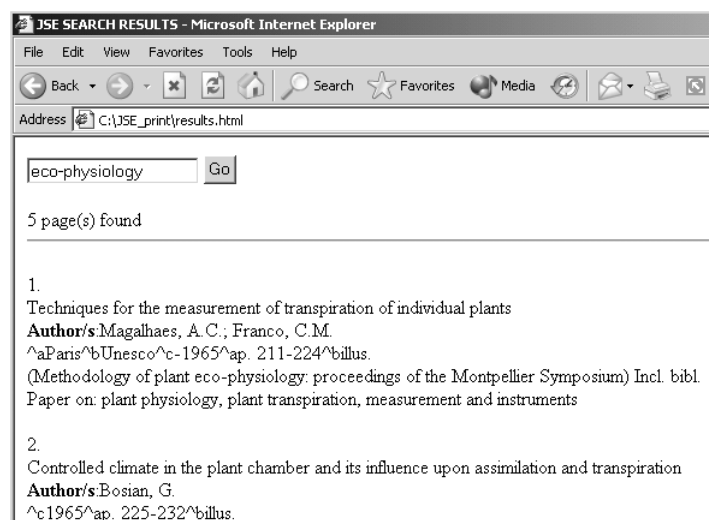 JSE SEARCH RESULTS - Microsoft Internet Explorer
File Edit View Favorites Tools Help
Back Search Favorites Media
Address C:\JSE_print\results.html
eco-physiology Go
5 page(s) found
1.
Techniques for the measurement of transpiration of individual plants
Author/s:Magalhaes, A.C.; Franco, C.M.
^aParis^bUnesco^c-1965^ap. 211-224^billus.
(Methodology of plant eco-physiology: proceedings of the Montpellier Symposium) Incl. bibl.
Paper on: plant physiology, plant transpiration, measurement and instruments
2.
Controlled climate in the plant chamber and its influence upon assimilation and transpiration
Author/s:Bosian, G.
^c1965^ap. 225-232^billus.